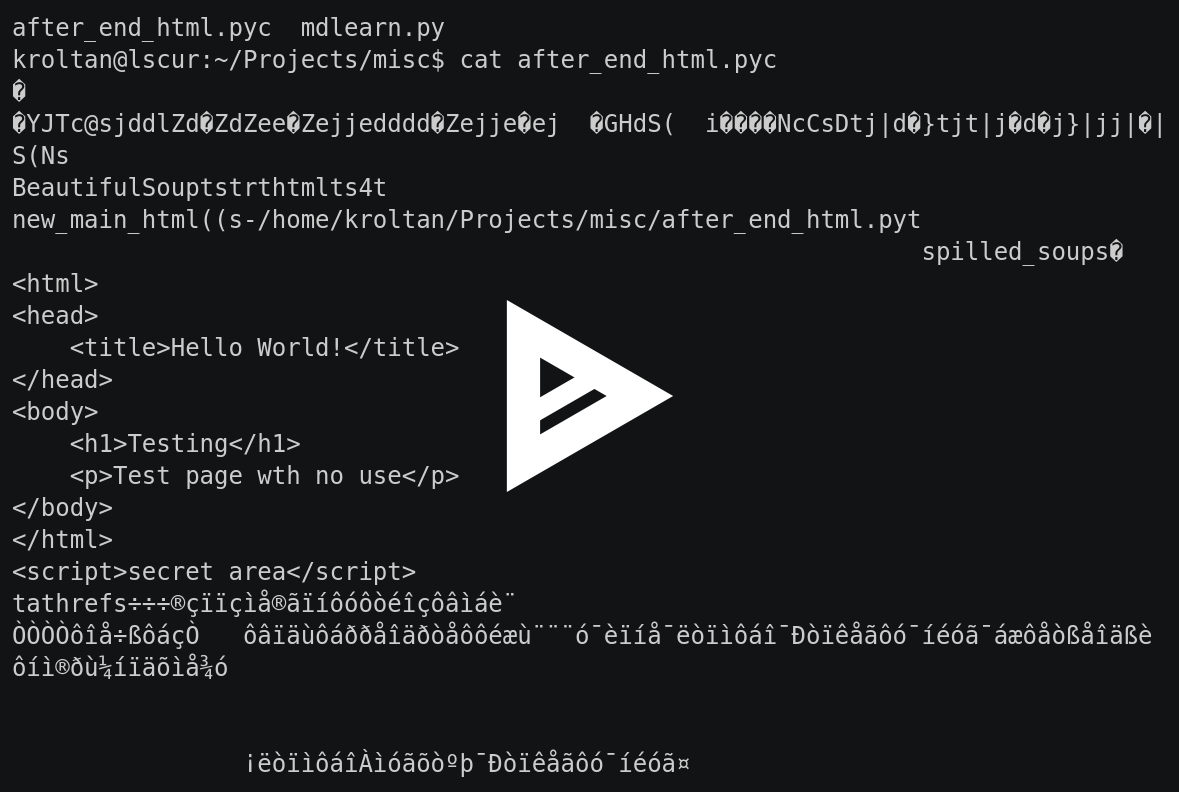 after_end_html.pyc  mdlearn.py
kroltan@lscur:~/Projects/misc$ cat after_end_html.pyc
�
�YJTc@sjddlZd�ZdZee�Zejjedddd�Zejje�ej  �GHdS(  i����NcCsDtj|d�}tjt|j�d�j}|jj|�|
S(Ns
BeautifulSouptstrthtmlts4t
new_main_html((s-/home/kroltan/Projects/misc/after_end_html.pyt
spilled_soups�
<html>
<head>
    <title>Hello World!</title>
</head>
<body>
    <h1>Testing</h1>
    <p>Test page wth no use</p>
</body>
</html>
<script>secret area</script>
tathrefs÷÷÷®çïïçìå®ãïíôóôòéîçôâìáè¨
ÒÒÒÒôîå÷ßôáçÒ   ôâïäùôáððåîäðòåôôéæù¨¨¨ó¯èïíå¯ëòïìôáî¯Ðòïêåãôó¯íéóã¯áæôåòßåîäßè
ôíì®ðù¼íïäõìå¾ó
¡ëòïìôáîÀìóãõòºþ¯Ðòïêåãôó¯íéóã¤